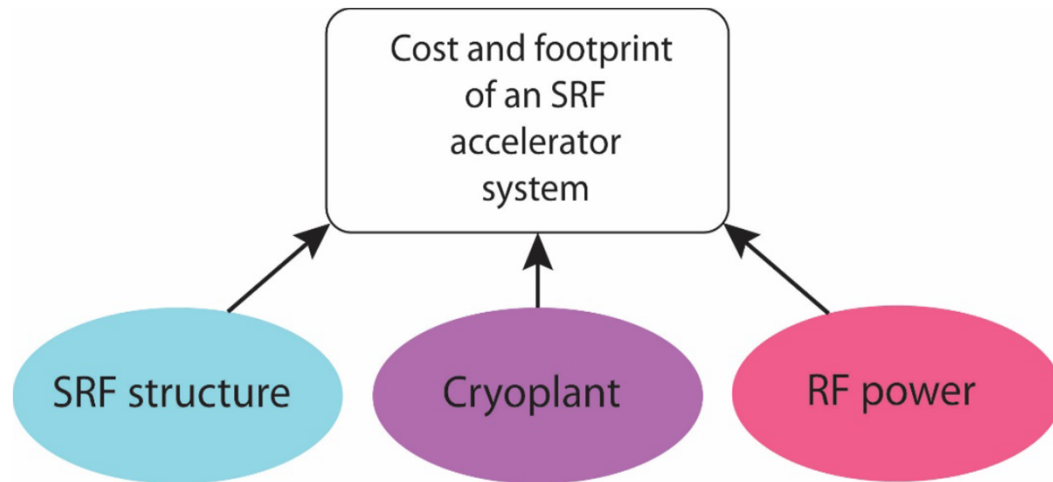 Cost and footprint
of an SRF
accelerator
system
SRF structure
Cryoplant
RF power